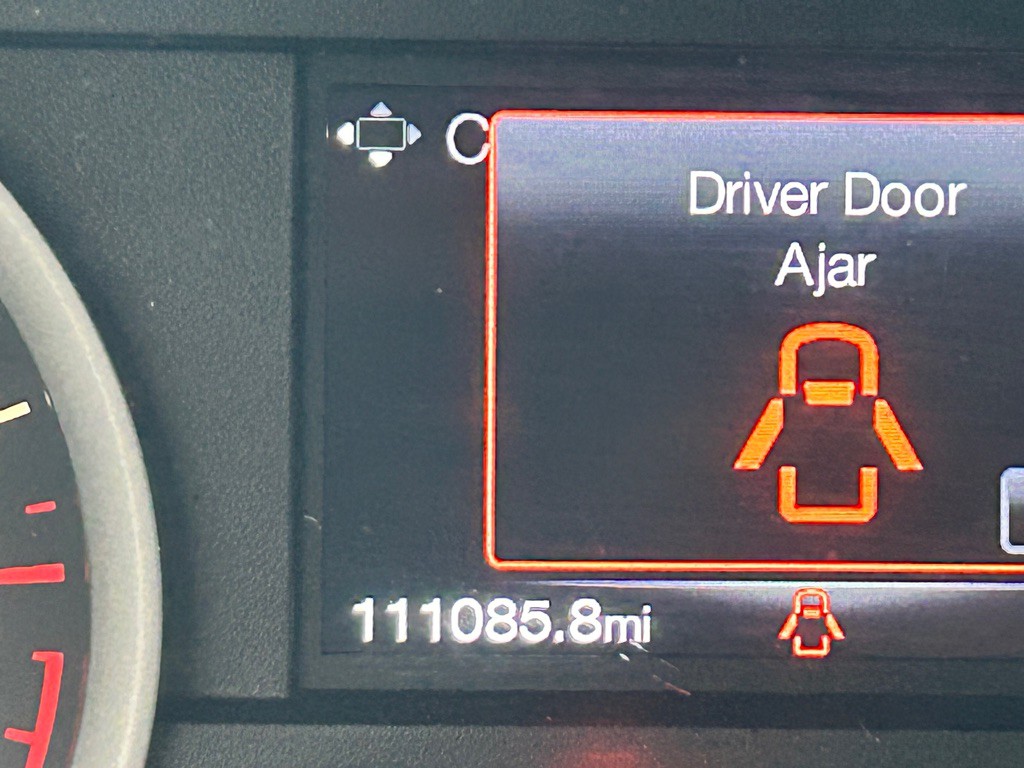 C
Driver Door
Ajar
111085.8mi